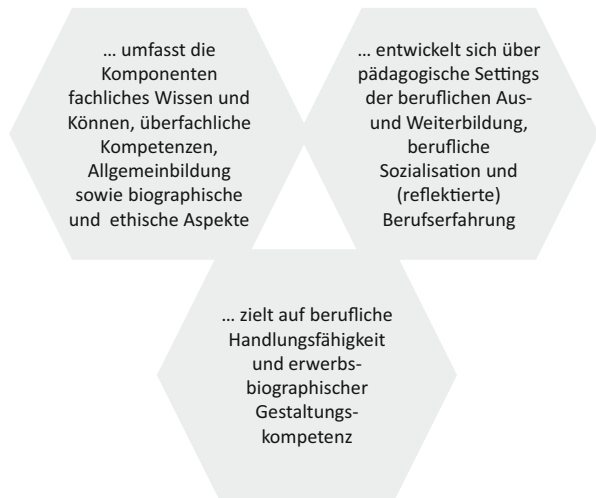 ... umfasst die
Komponenten
fachliches Wissen und
Können, überfachliche
Kompetenzen,
Allgemeinbildung
sowie biographische
und ethische Aspekte
... entwickelt sich über
pädagogische Settings
der beruflichen Aus-
und Weiterbildung,
berufliche
Sozialisation und
(reflektierte)
Berufserfahrung
... zielt auf berufliche
Handlungsfähigkeit
und erwerbs-
biographischer
Gestaltungs-
kompetenz